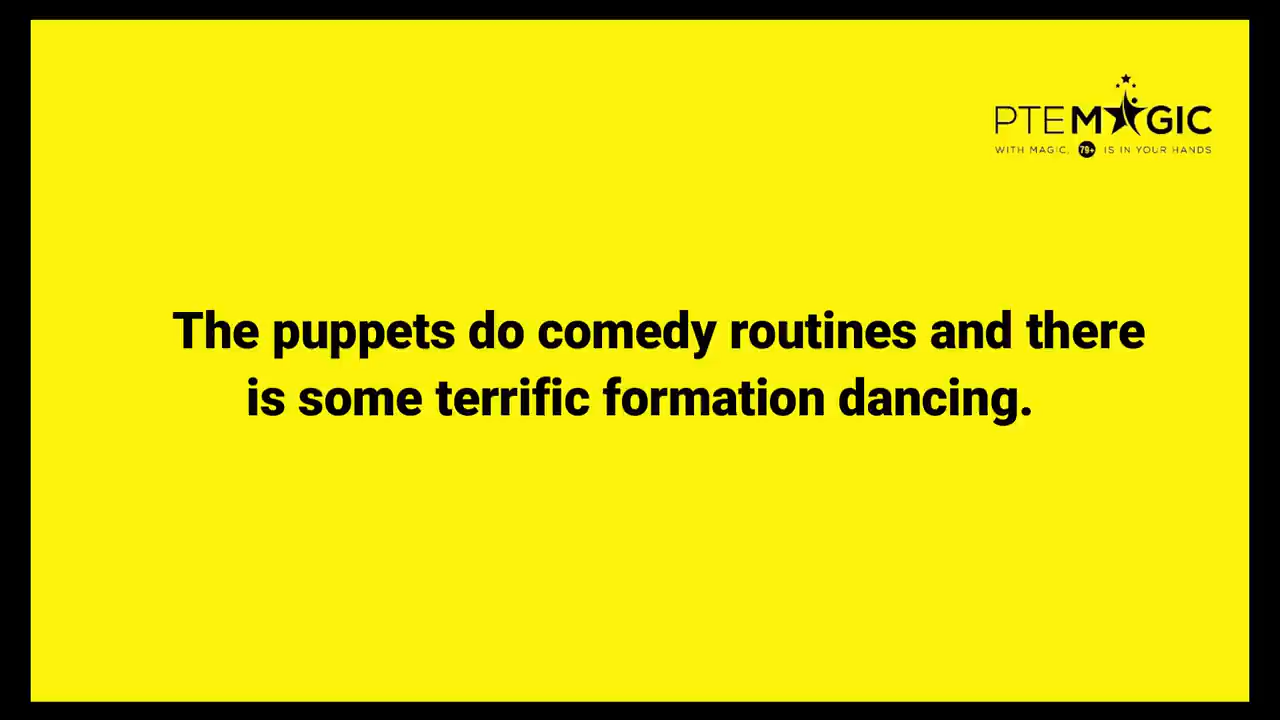 PTEMAGIC
WITH MAGIC, 79+ IS IN YOUR HANDS
The puppets do comedy routines and there
is some terrific formation dancing.